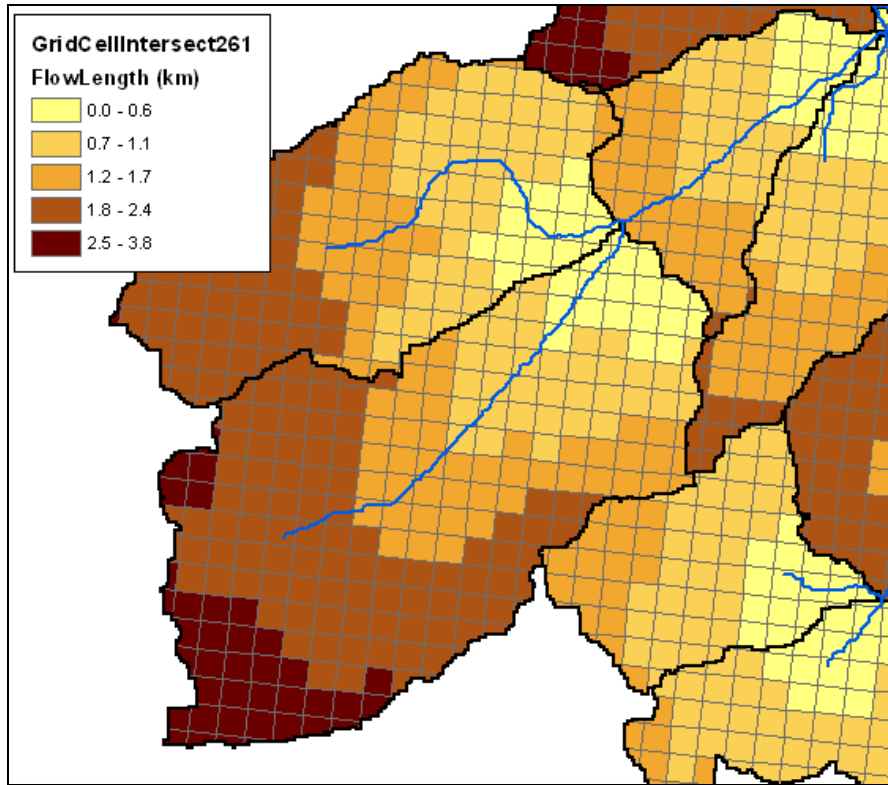 GridCellIntersect261
FlowLength (km)
0.0 - 0.6
0.7 - 1.1
1.2 - 1.7
1.8 - 2.4
2.5 - 3.8